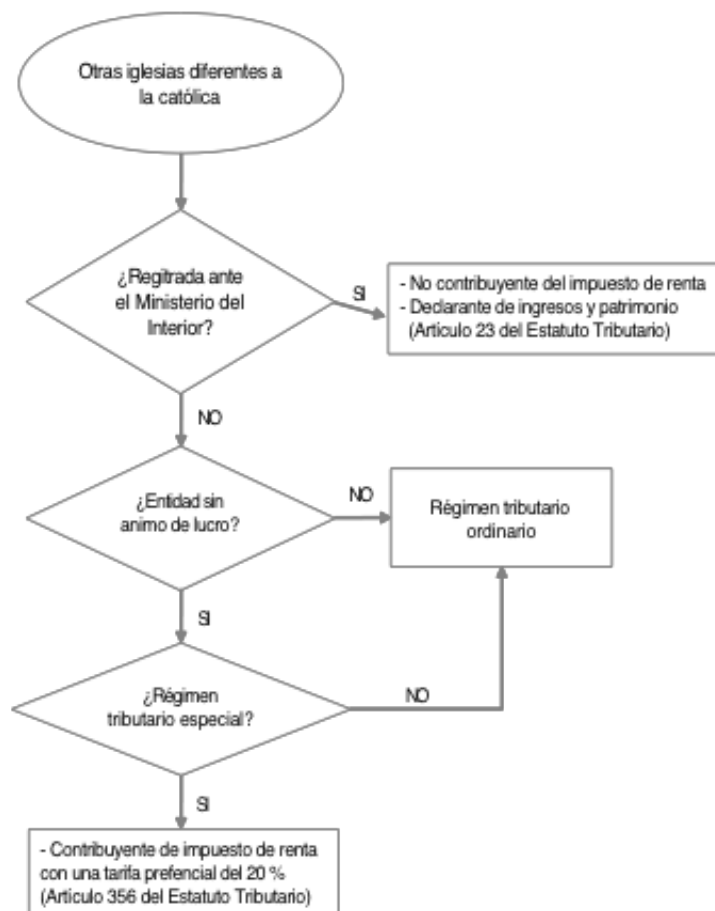 Otras iglesias diferentes a
la católica
¿Regitrada ante
el Ministerio del
Interior?
SI
- No contribuyente del impuesto de renta
- Declarante de ingresos y patrimonio
(Artículo 23 del Estatuto Tributario)
NO
¿Entidad sin
animo de lucro?
NO
Régimen tributario
ordinario
SI
¿Régimen
tributario especial?
NO
SI
- Contribuyente de impuesto de renta
con una tarifa prefencial del 20 %
(Artículo 356 del Estatuto Tributario)